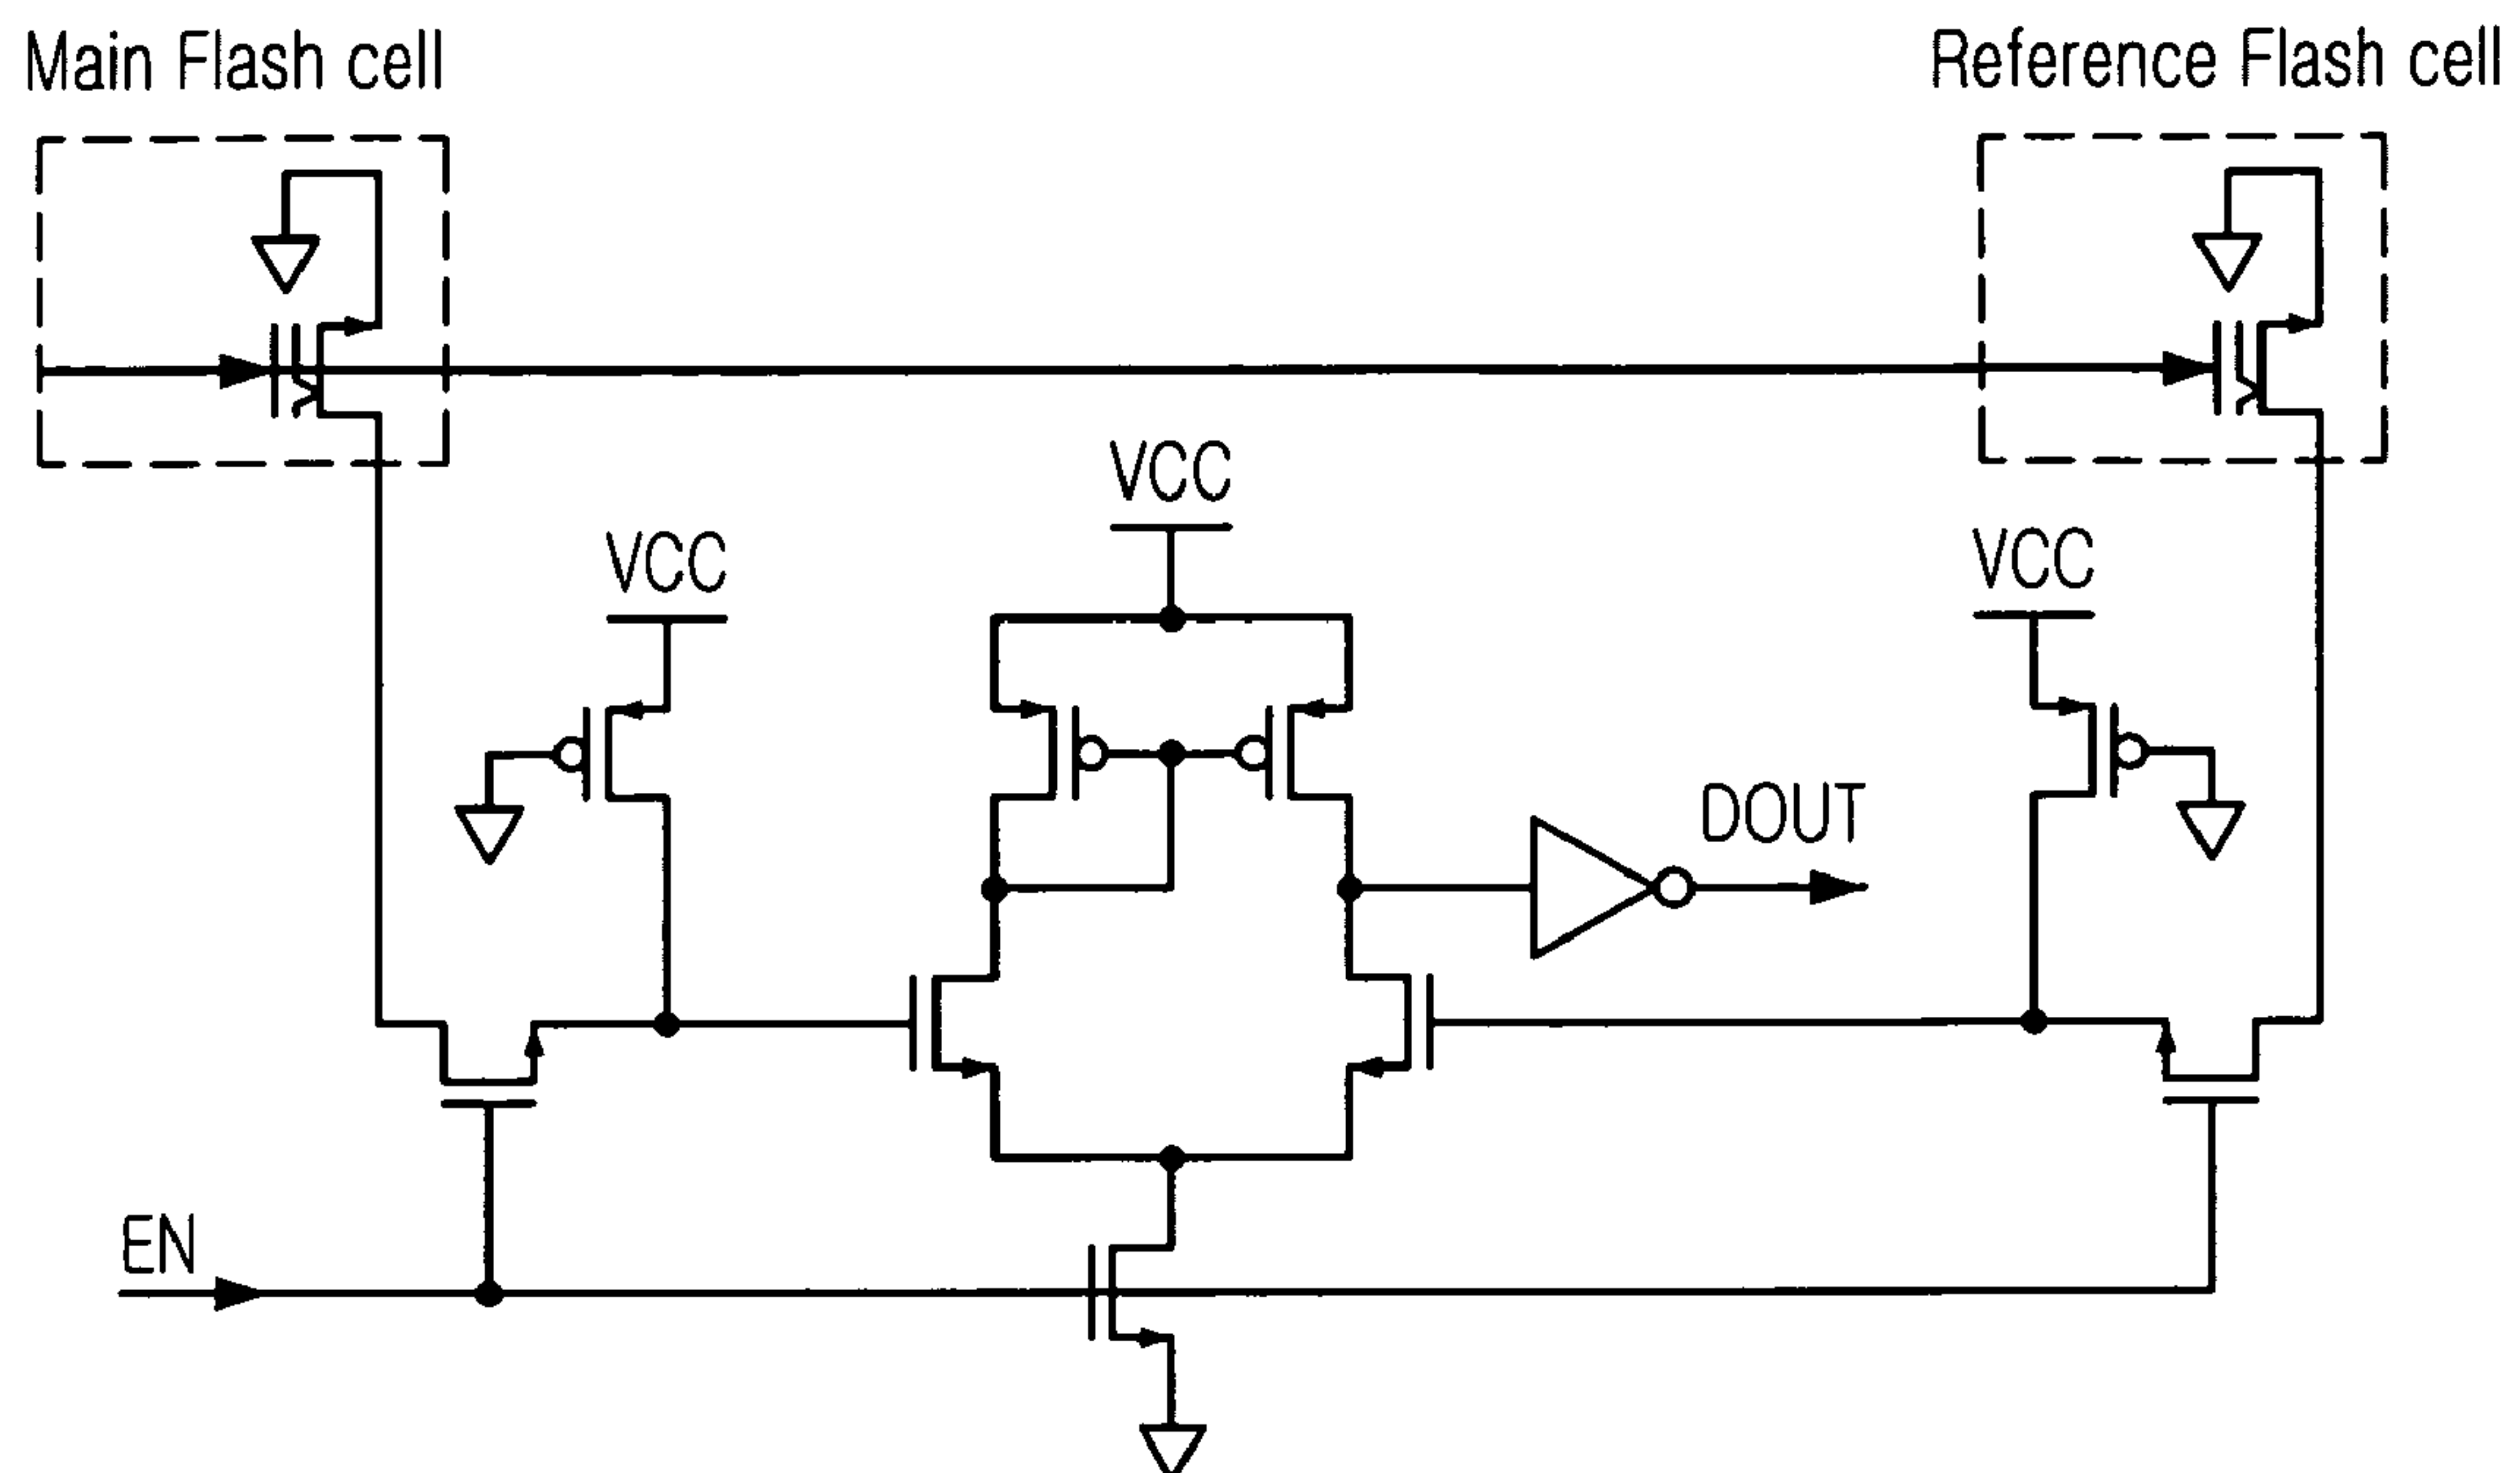 Main Flash cell
Reference Flash cell
VCC
VCC
VCC
DOUT
EN